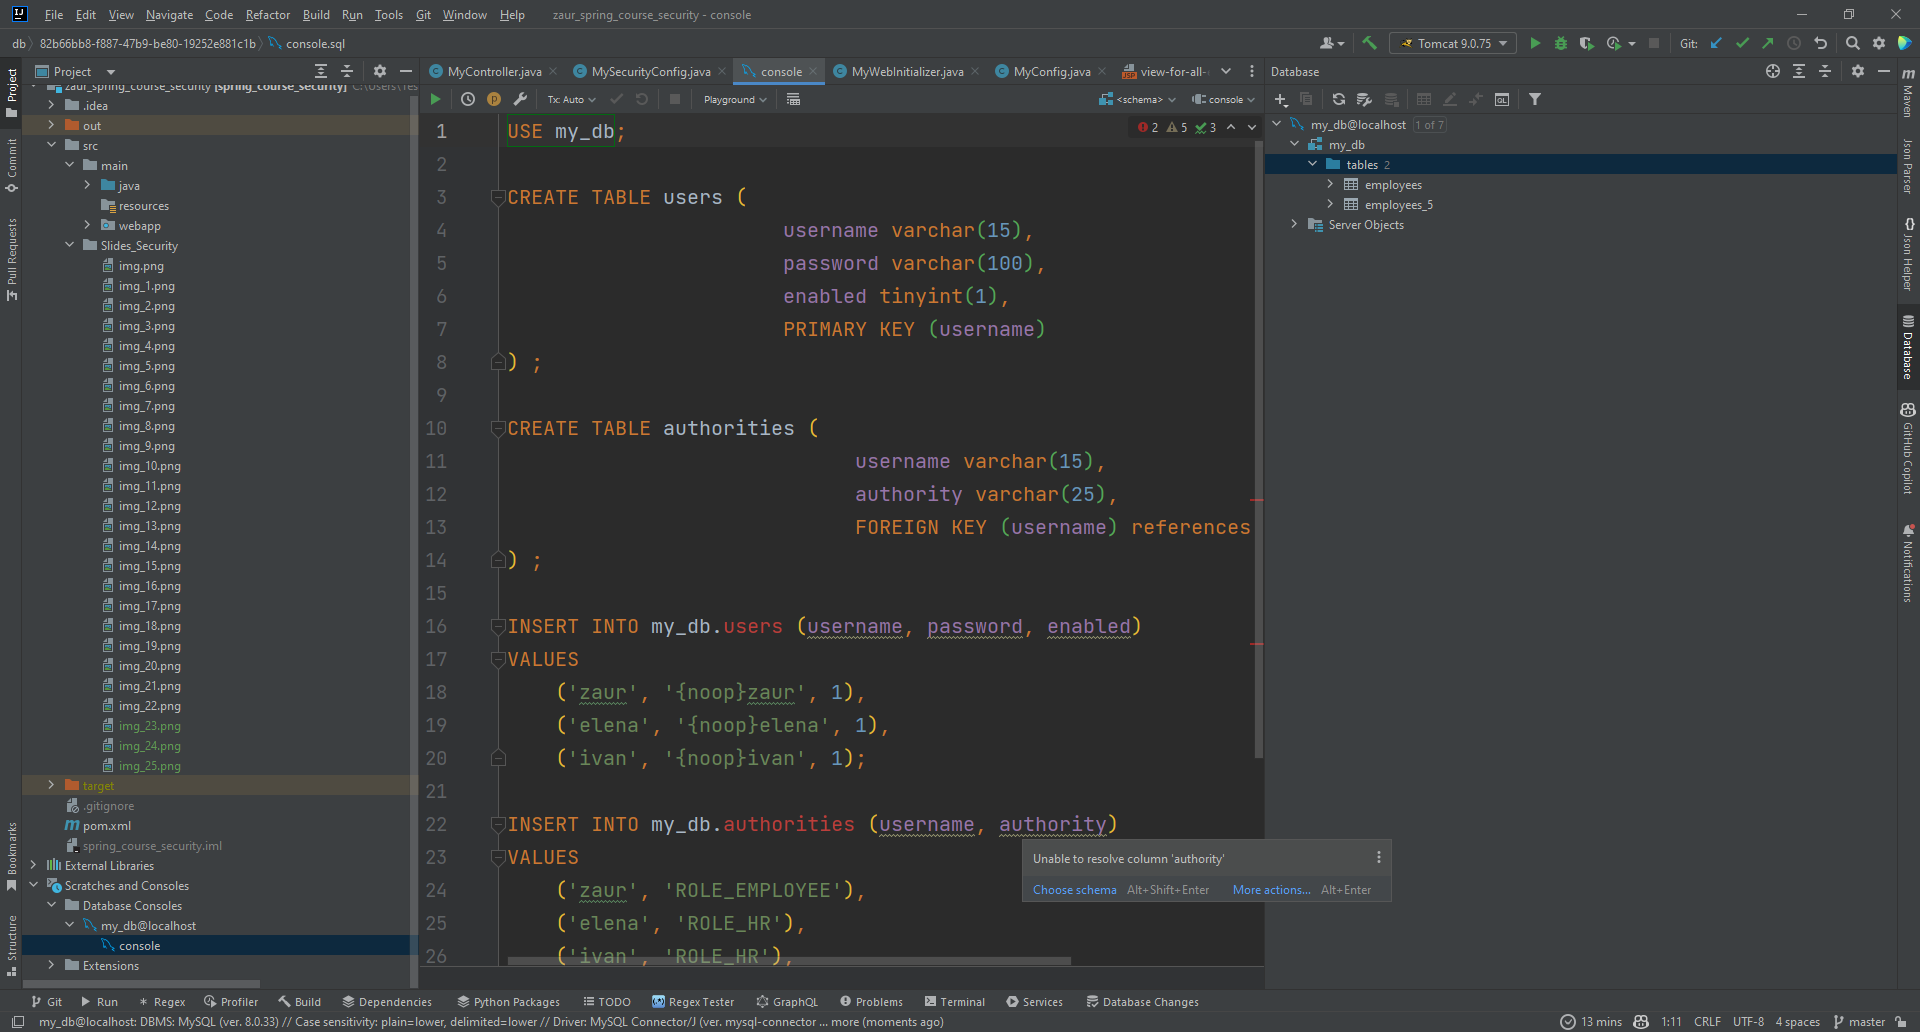 File Edit View Navigate Code Refactor Build Run Tools Git Window Help zaur_spring_course_security - console
db 82b66bb8-f887-47b9-be80-19252e881c1b console.sql
Tomcat 9.0.75 Git:
Project
MyController.java MySecurityConfig.java console MyWebInitializer.java MyConfig.java view-for-all-
Database
Tx: Auto Playground <schema> console
zaur_spring_course_security [spring_course_security]
.idea
out
src
main
java
resources
webapp
Slides_Security
img.png
img_1.png
img_2.png
img_3.png
img_4.png
img_5.png
img_6.png
img_7.png
img_8.png
img_9.png
img_10.png
img_11.png
img_12.png
img_13.png
img_14.png
img_15.png
img_16.png
img_17.png
img_18.png
img_19.png
img_20.png
img_21.png
img_22.png
img_23.png
img_24.png
img_25.png
target
.gitignore
pom.xml
spring_course_security.iml
External Libraries
Scratches and Consoles
Database Consoles
my_db@localhost
console
Extensions
Project
Commit
Pull Requests
Bookmarks
Structure
2 5 3
1 USE my_db;
2
3 CREATE TABLE users (
4 username varchar(15),
5 password varchar(100),
6 enabled tinyint(1),
7 PRIMARY KEY (username)
8 ) ;
9
10 CREATE TABLE authorities (
11 username varchar(15),
12 authority varchar(25),
13 FOREIGN KEY (username) references
14 ) ;
15
16 INSERT INTO my_db.users (username, password, enabled)
17 VALUES
18 ('zaur', '{noop}zaur', 1),
19 ('elena', '{noop}elena', 1),
20 ('ivan', '{noop}ivan', 1);
21
22 INSERT INTO my_db.authorities (username, authority)
23 VALUES
24 ('zaur', 'ROLE_EMPLOYEE'),
25 ('elena', 'ROLE_HR'),
26 ('ivan', 'ROLE_HR'),
Unable to resolve column 'authority'
Choose schema Alt+Shift+Enter More actions... Alt+Enter
my_db@localhost 1 of 7
my_db
tables 2
employees
employees_5
Server Objects
Maven
Json Parser
Json Helper
Database
GitHub Copilot
Notifications
Git Run Regex Profiler Build Dependencies Python Packages TODO Regex Tester GraphQL Problems Terminal Services Database Changes
my_db@localhost: DBMS: MySQL (ver. 8.0.33) // Case sensitivity: plain=lower, delimited=lower // Driver: MySQL Connector/J (ver. mysql-connector ... more (moments ago)
13 mins 1:11 CRLF UTF-8 4 spaces master